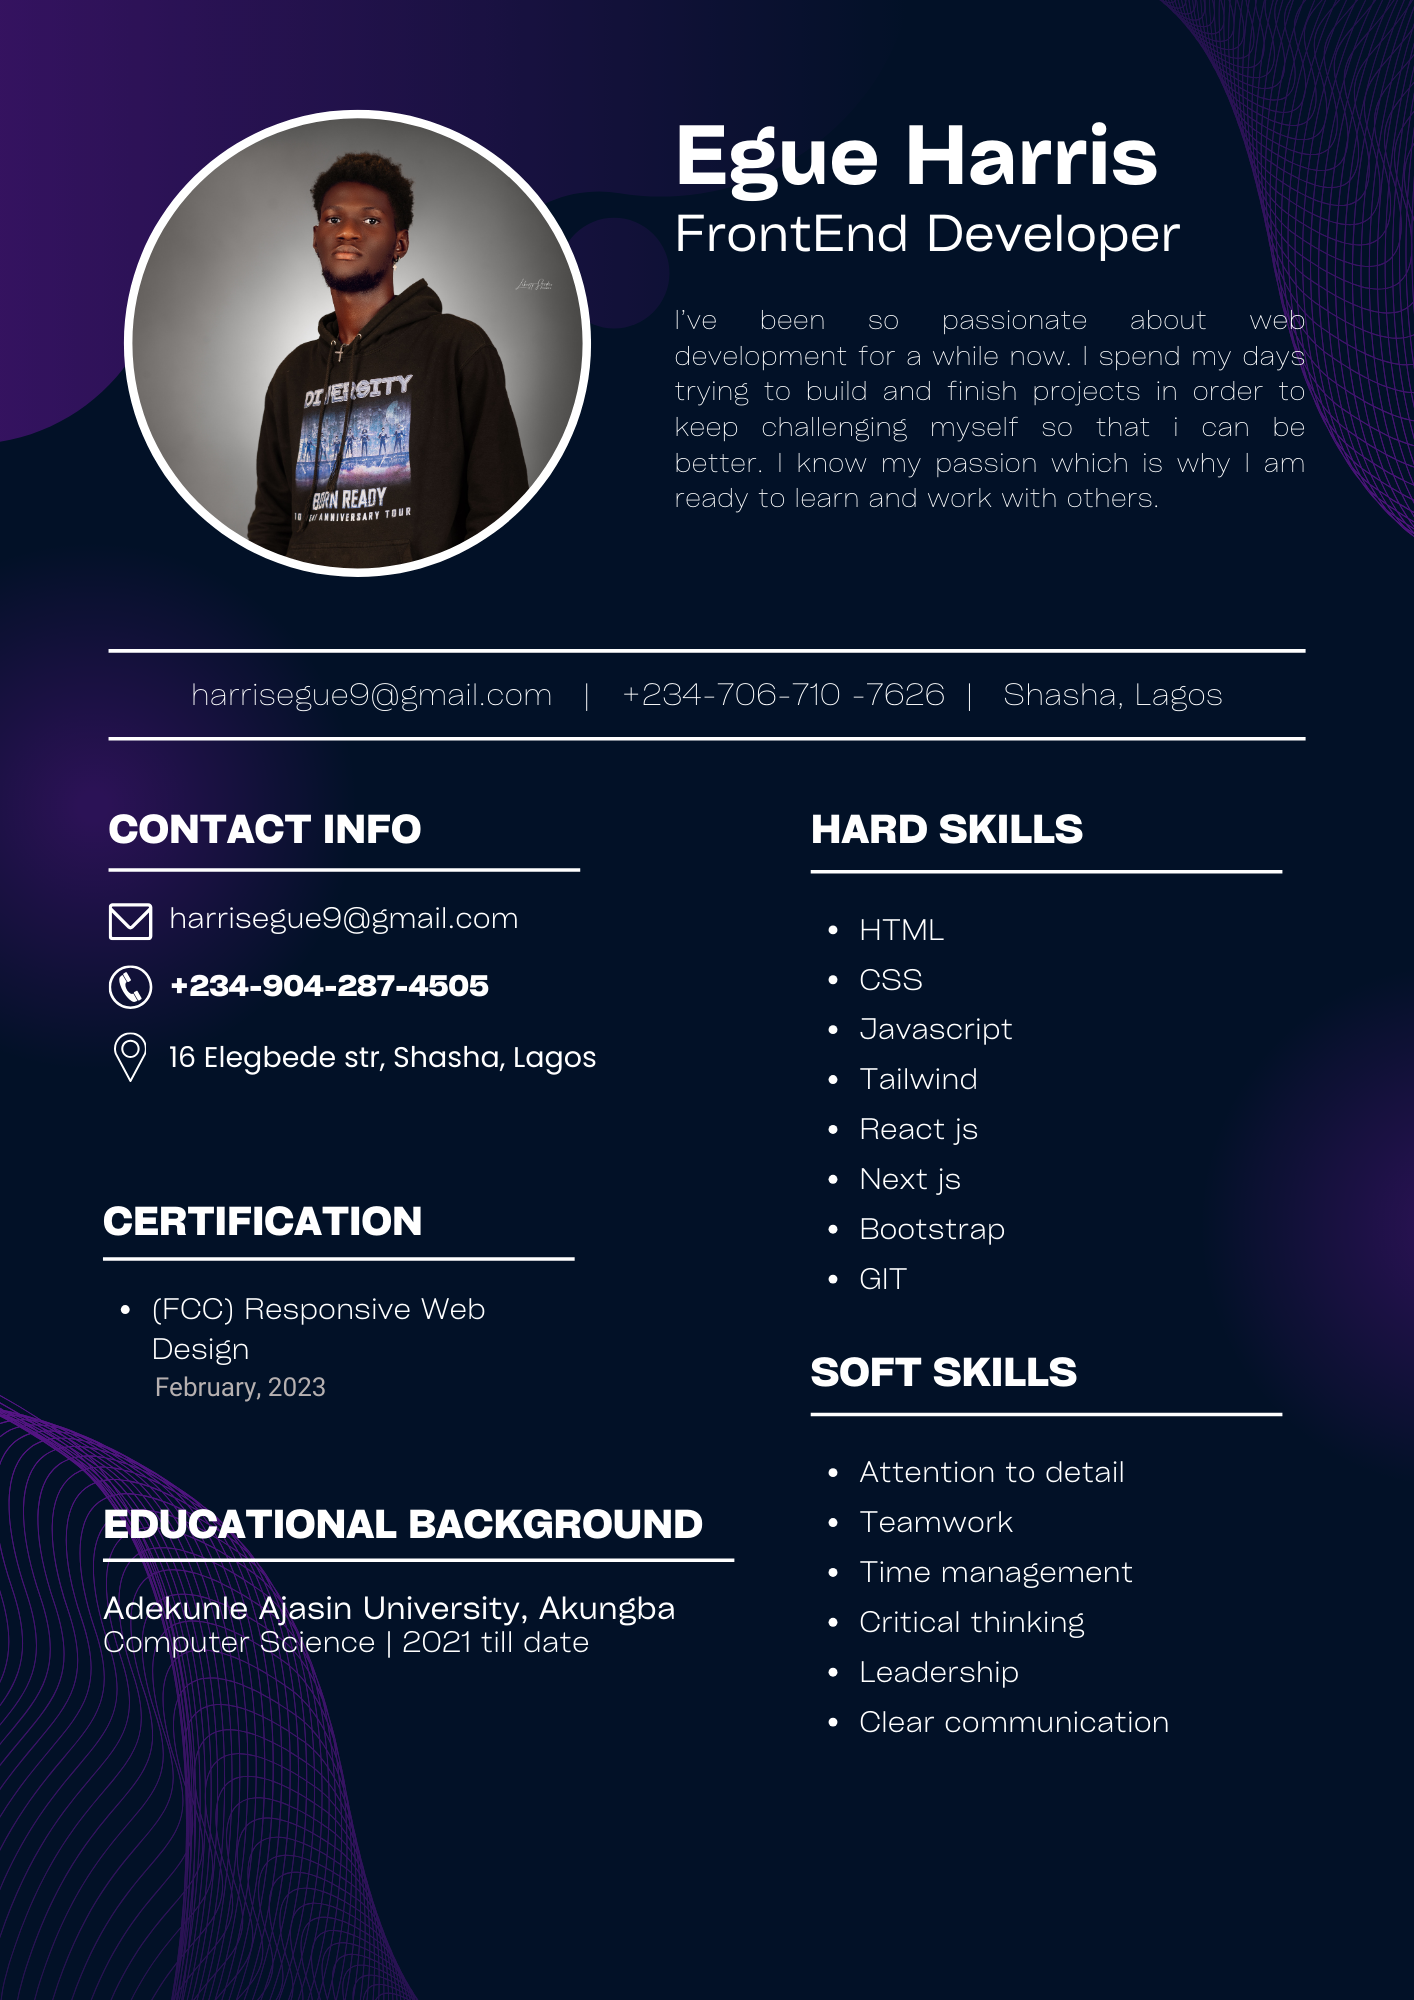 Egue Harris
FrontEnd Developer
I've been so passionate about web
development for a while now. I spend my days
trying to build and finish projects in order to
keep challenging myself so that i can be
better. I know my passion which is why I am
ready to learn and work with others.
DIVERSITY
BORN READY
ANNIVERSARY TOUR
harrisegue9@gmail.com | +234-706-710 -7626 | Shasha, Lagos
CONTACT INFO
harrisegue9@gmail.com
+234-904-287-4505
16 Elegbede str, Shasha, Lagos
CERTIFICATION
• (FCC) Responsive Web
Design
February, 2023
EDUCATIONAL BACKGROUND
Adekunle Ajasin University, Akungba
Computer Science | 2021 till date
HARD SKILLS
• HTML
• CSS
• Javascript
• Tailwind
• React js
• Next js
• Bootstrap
• GIT
SOFT SKILLS
• Attention to detail
• Teamwork
• Time management
• Critical thinking
• Leadership
• Clear communication